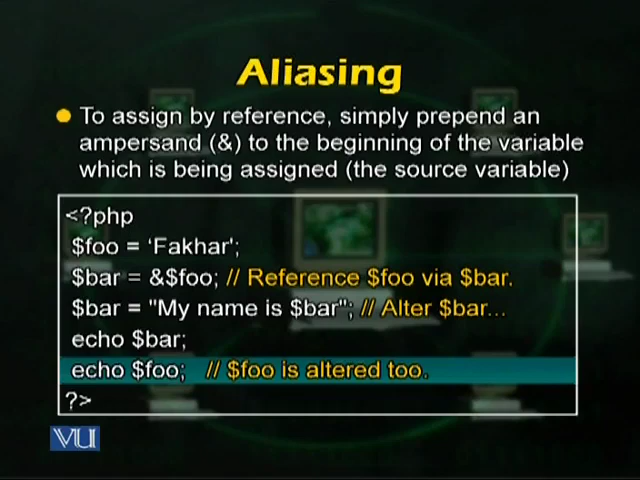 Aliasing
To assign by reference, simply prepend an
ampersand (&) to the beginning of the variable
which is being assigned (the source variable)
<?php
$foo = ‘Fakhar';
$bar = &$foo; // Reference $foo via $bar.
$bar = "My name is $bar"; // Alter $bar...
echo $bar;
echo $foo; // $foo is altered too.
?>
VU